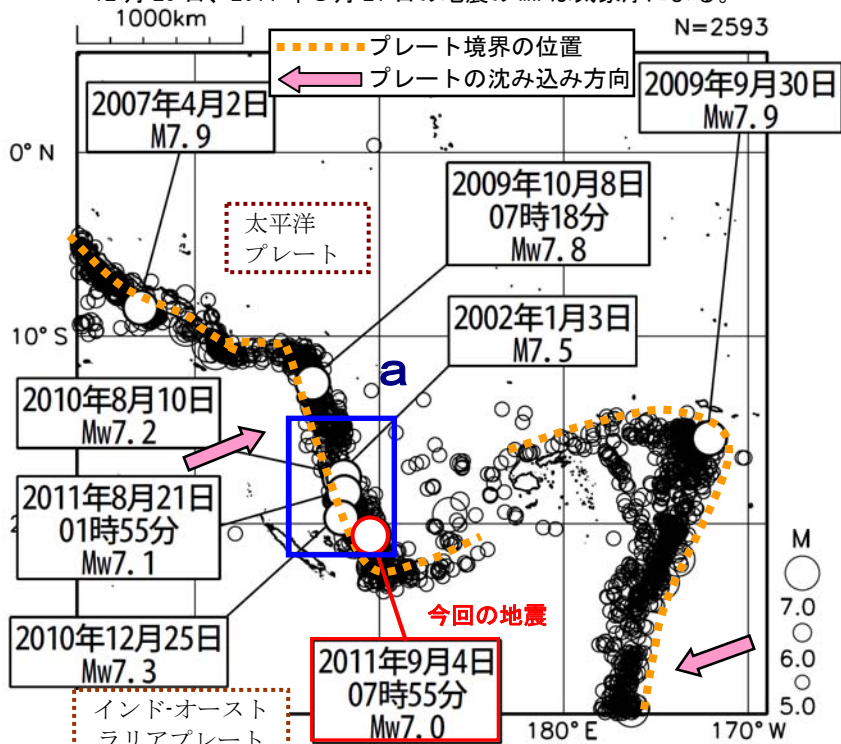 1000km
N=2593
プレート境界の位置
プレートの沈み込み方向
2007年4月2日
M7.9
2009年9月30日
Mw7.9
0°N
2009年10月8日
07時18分
Mw7.8
太平洋
プレート
10°S
2002年1月3日
M7.5
a
2010年8月10日
Mw7.2
2011年8月21日
01時55分
Mw7.1
2010年12月25日
Mw7.3
今回の地震
2011年9月4日
07時55分
Mw7.0
M
7.0
6.0
5.0
インド-オースト
ラリアプレート
180°E
170°W